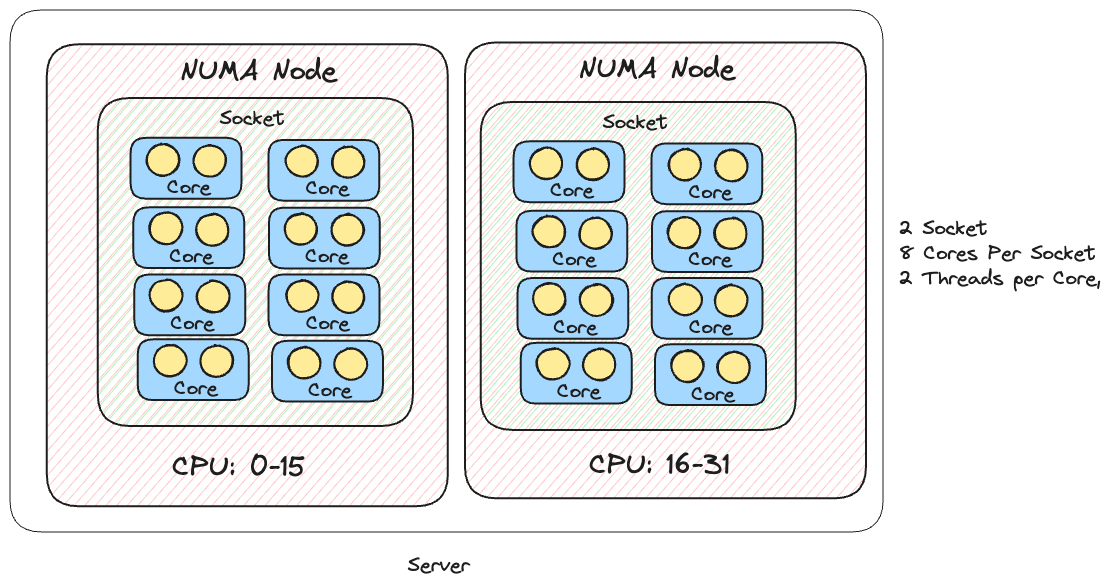 NUMA Node
Socket
Core
Core
Core
Core
Core
Core
Core
Core
CPU: 0-15
NUMA Node
Socket
Core
Core
Core
Core
Core
Core
Core
Core
CPU: 16-31
2 Socket
8 Cores Per Socket
2 Threads per Core,
Server